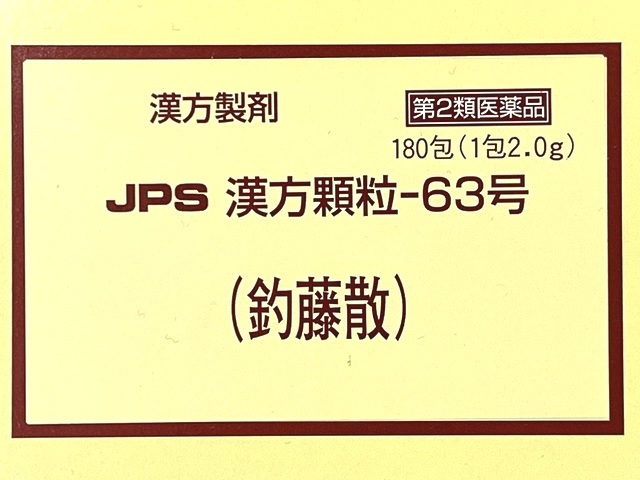 漢方製剤
第2類医薬品
180包(1包2.0g)
JPS 漢方顆粒-63号
(釣藤散)